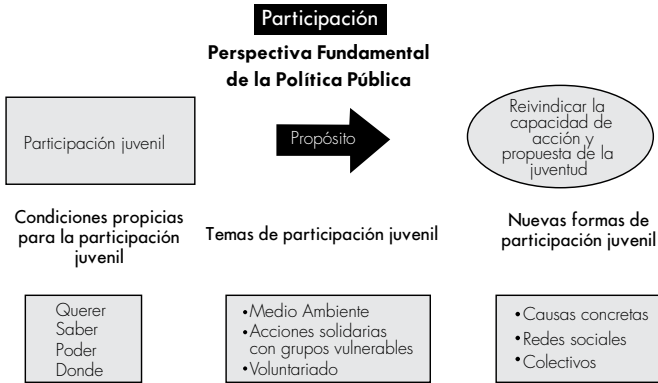 Participación
Perspectiva Fundamental
de la Política Pública
Participación juvenil
Propósito
Reivindicar la
capacidad de
acción y
propuesta de la
juventud
Condiciones propicias
para la participación
juvenil
Temas de participación juvenil
Nuevas formas de
participación juvenil
Querer
Saber
Poder
Donde
• Medio Ambiente
• Acciones solidarias
con grupos vulnerables
• Voluntariado
• Causas concretas
• Redes sociales
• Colectivos